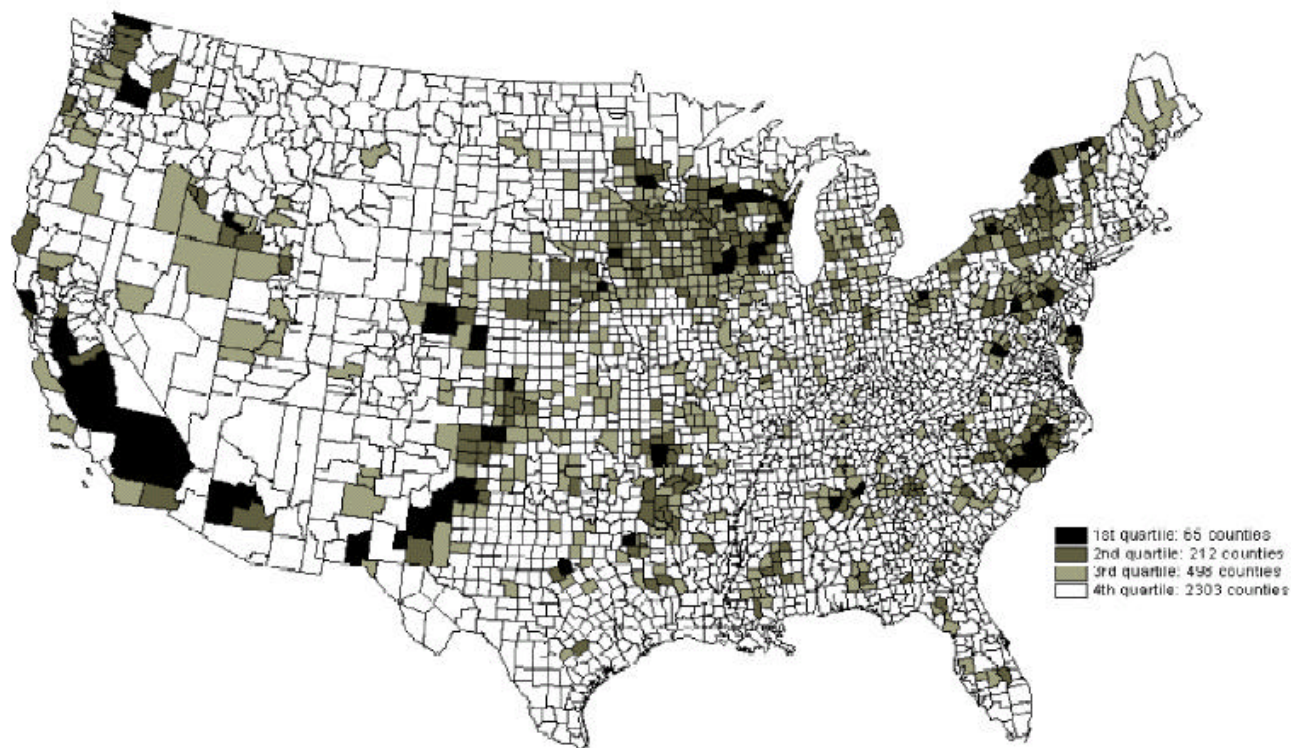 1st quartile: 65 counties
2nd quartile: 212 counties
3rd quartile: 498 counties
4th quartile: 2303 counties